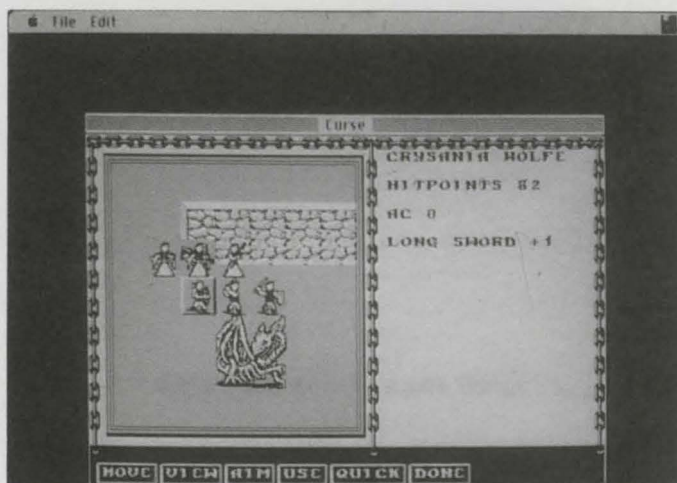 File Edit
Curse
CRYSANIA WOLFE
HITPOINTS 82
AC 0
LONG SWORD +1
MOVE VIEW AIM USE QUICK DONE